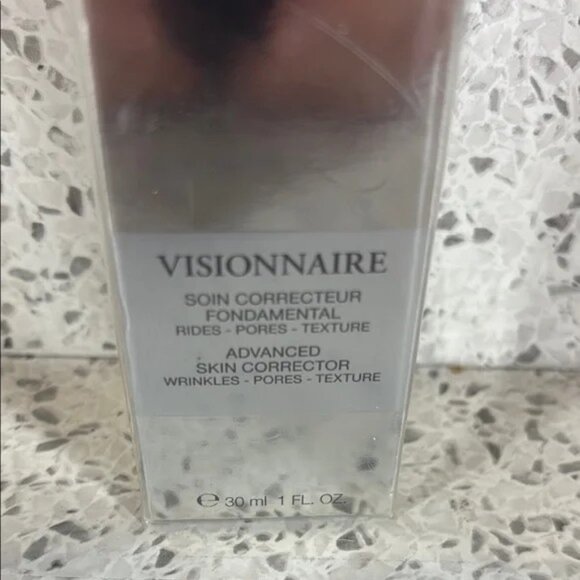 VISIONNAIRE
SOIN CORRECTEUR
FONDAMENTAL
RIDES - PORES - TEXTURE
ADVANCED
SKIN CORRECTOR
WRINKLES - PORES - TEXTURE
℮ 30 ml 1 FL. OZ.